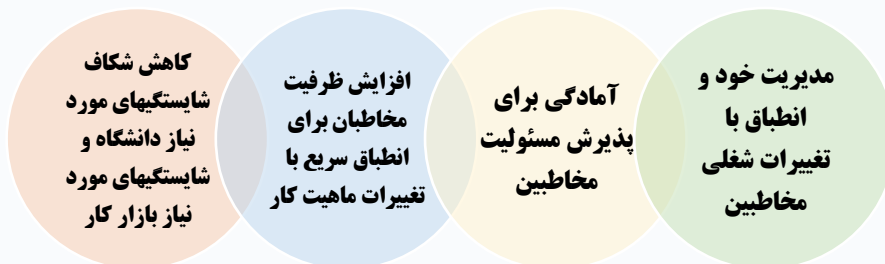 مدیریت خود و
انطباق با
تغییرات شغلی
مخاطبین
آمادگی برای
پذیرش مسئولیت
مخاطبین
افزایش ظرفیت
مخاطبان برای
انطباق سریع با
تغییرات ماهیت کار
کاهش شکاف
شایستگیهای مورد
نیاز دانشگاه و
شایستگیهای مورد
نیاز بازار کار